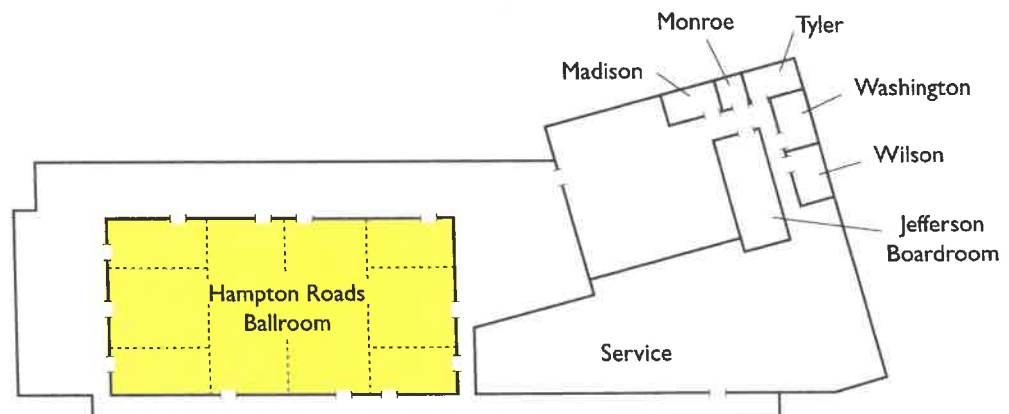 Monroe
Tyler
Madison
Washington
Wilson
Jefferson
Boardroom
Hampton Roads
Ballroom
Service